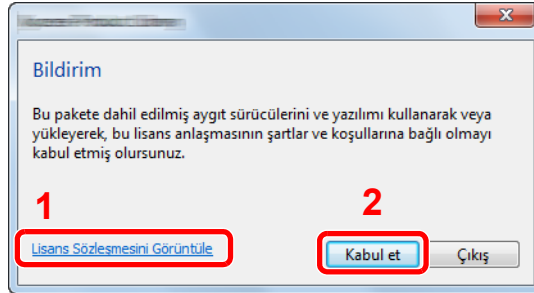 Bildirim
Bu pakete dahil edilmiş aygıt sürücülerini ve yazılımı kullanarak veya
yükleyerek, bu lisans anlaşmasının şartlar ve koşullarına bağlı olmayı
kabul etmiş olursunuz.
1
2
Lisans Sözleşmesini Görüntüle
Kabul et
Çıkış